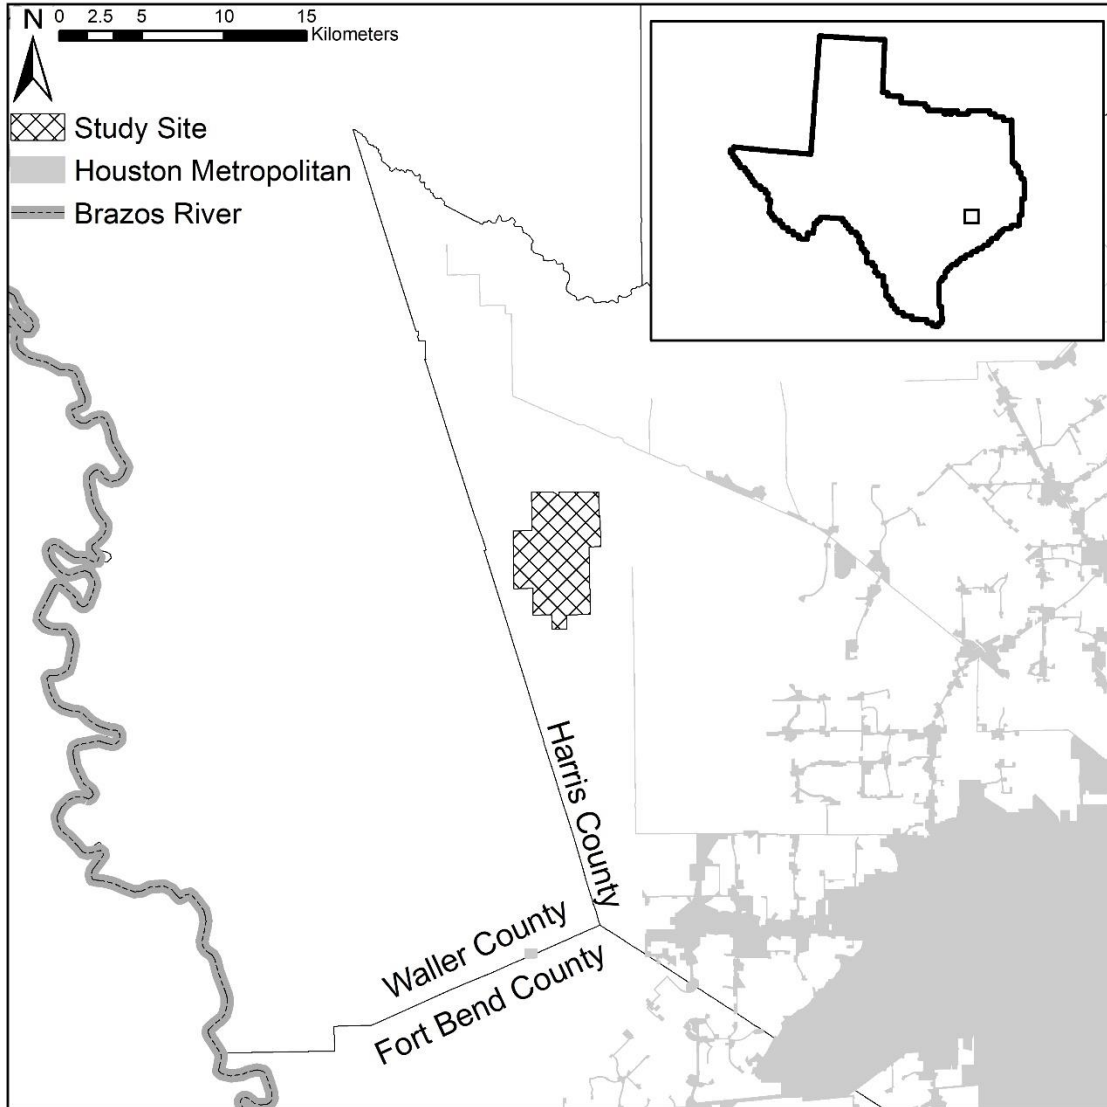 N
0 2.5 5 10 15
Kilometers
Study Site
Houston Metropolitan
Brazos River
Harris County
Waller County
Fort Bend County